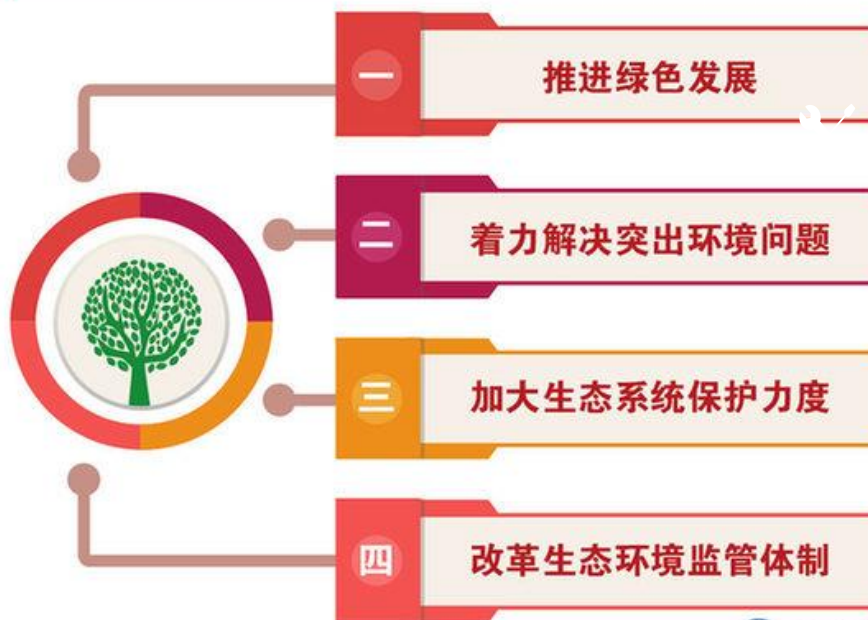 一 推进绿色发展
二 着力解决突出环境问题
三 加大生态系统保护力度
四 改革生态环境监管体制